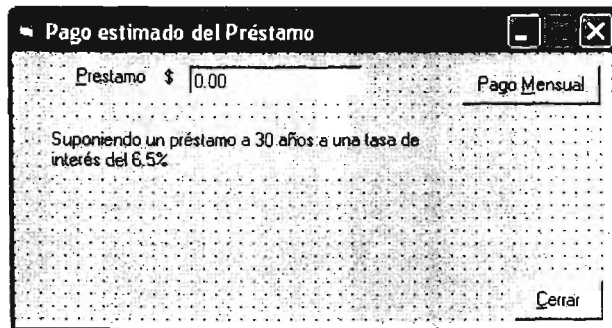 Pago estimado del Préstamo
Prestamo $ 0.00
Pago Mensual
Suponiendo un préstamo a 30 años a una tasa de
interés del 6.5%
Cerrar